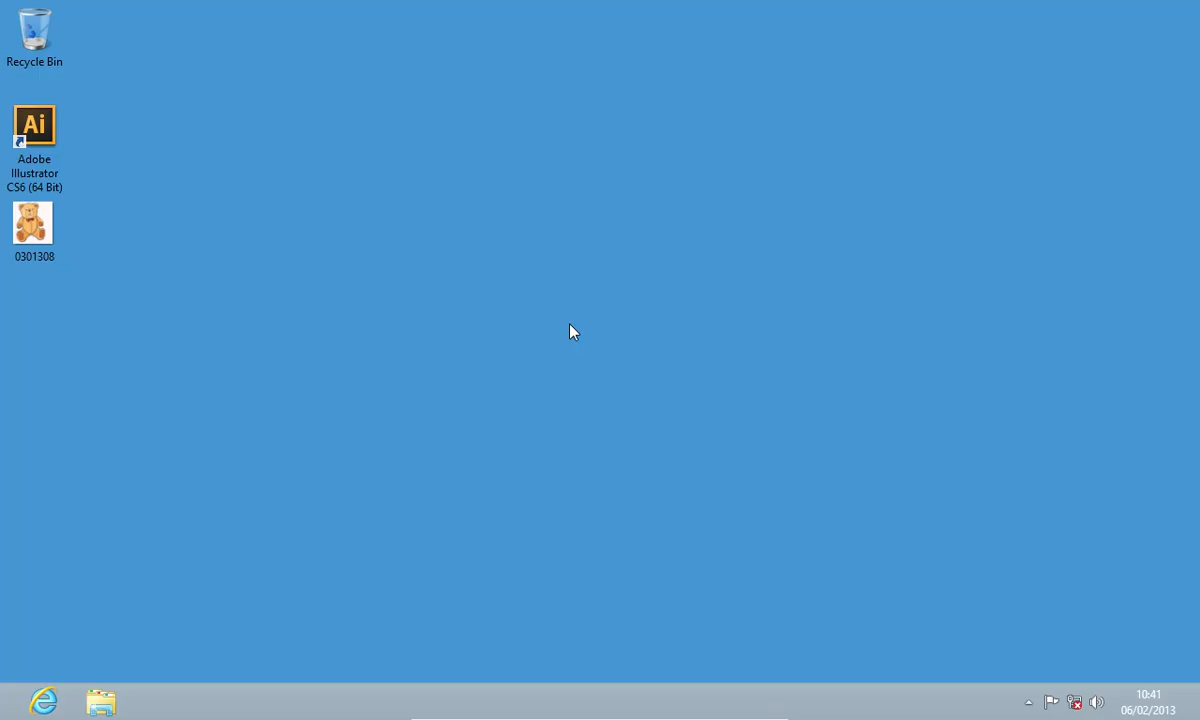 Recycle Bin
Ai
Adobe
Illustrator
CS6 (64 Bit)
0301308
10:41
06/02/2013